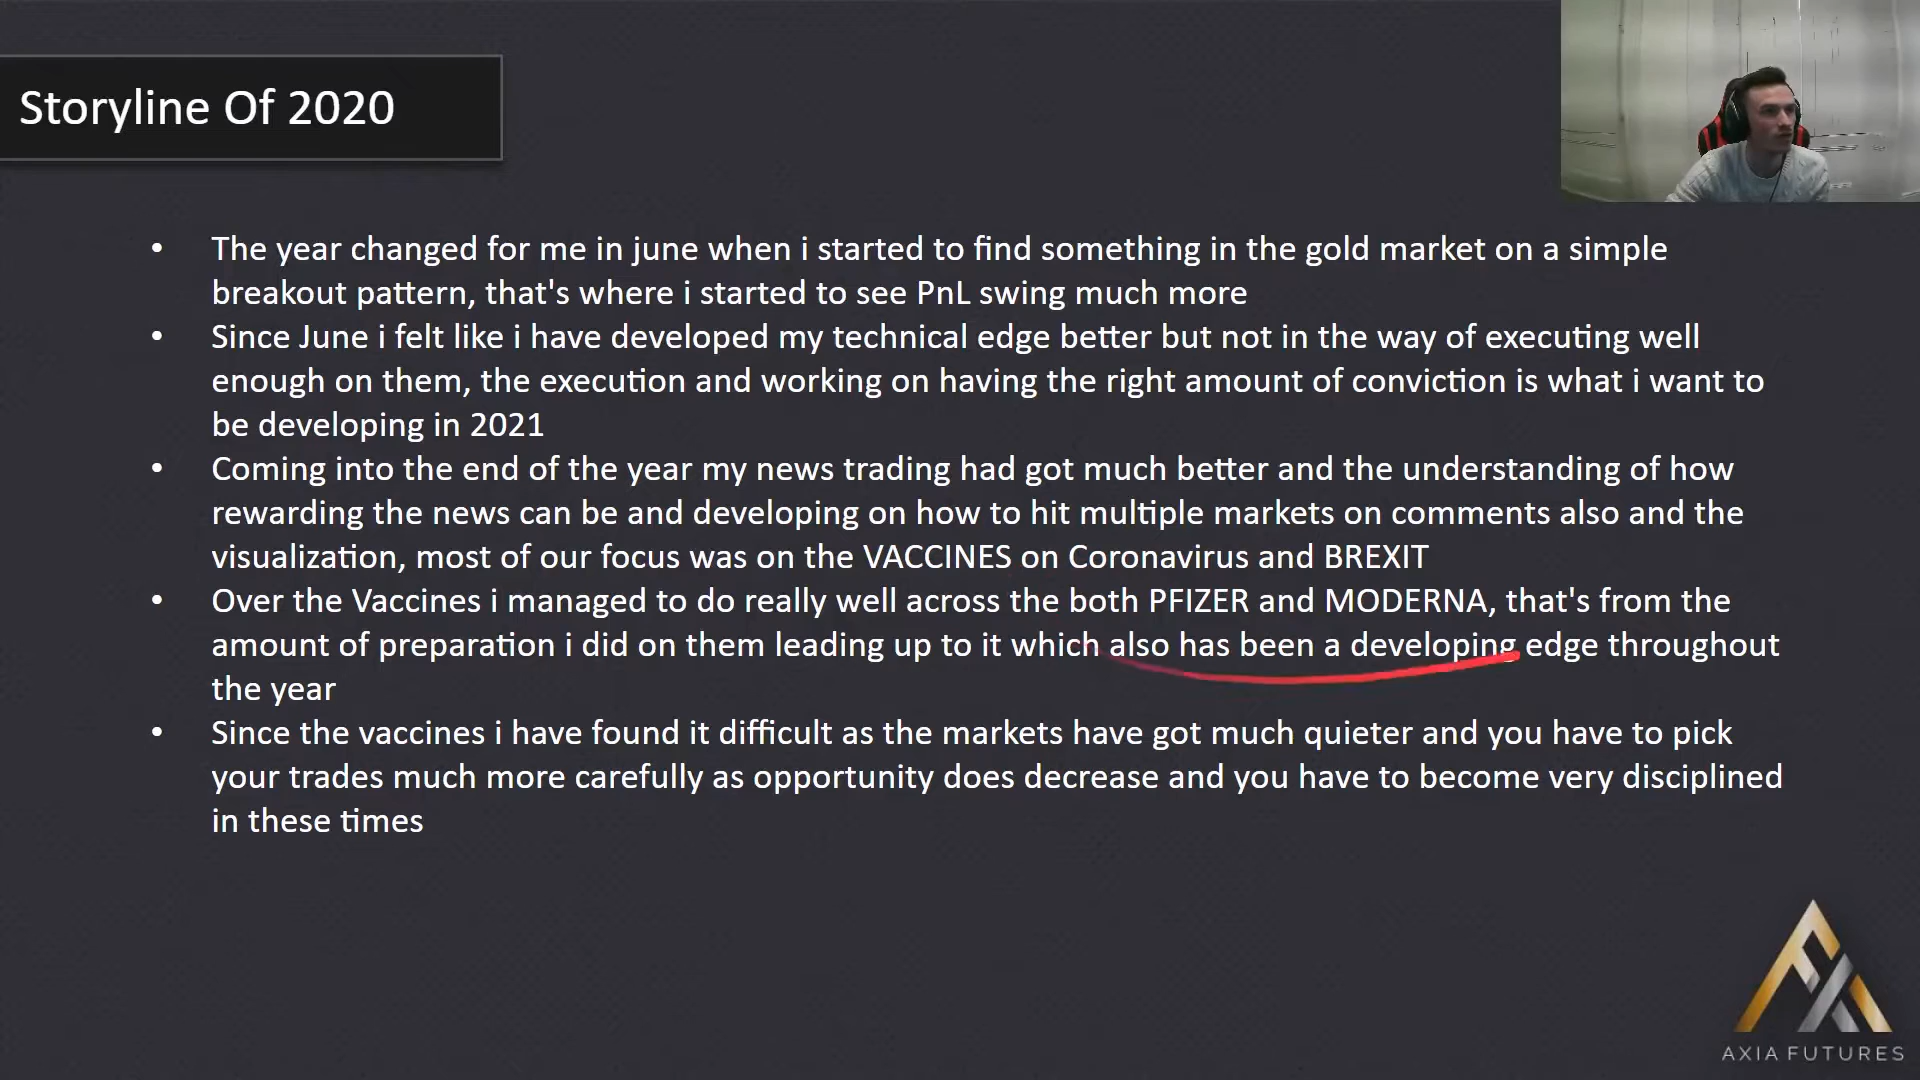 Storyline Of 2020
• The year changed for me in june when i started to find something in the gold market on a simple
breakout pattern, that's where i started to see PnL swing much more
• Since June i felt like i have developed my technical edge better but not in the way of executing well
enough on them, the execution and working on having the right amount of conviction is what i want to
be developing in 2021
• Coming into the end of the year my news trading had got much better and the understanding of how
rewarding the news can be and developing on how to hit multiple markets on comments also and the
visualization, most of our focus was on the VACCINES on Coronavirus and BREXIT
• Over the Vaccines i managed to do really well across the both PFIZER and MODERNA, that's from the
amount of preparation i did on them leading up to it which also has been a developing edge throughout
the year
• Since the vaccines i have found it difficult as the markets have got much quieter and you have to pick
your trades much more carefully as opportunity does decrease and you have to become very disciplined
in these times
AXIA FUTURES